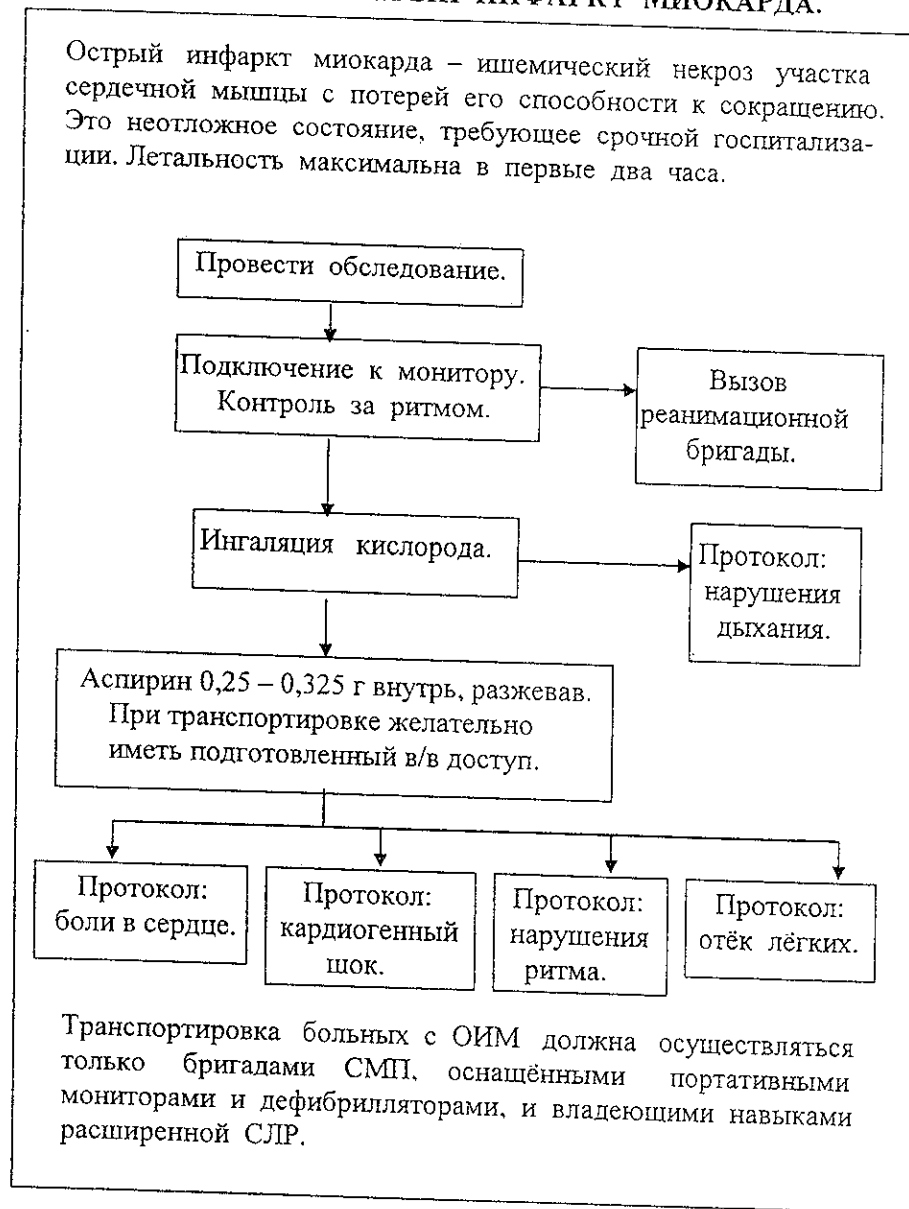 ИНФАРКТ МИОКАРДА.
Острый инфаркт миокарда – ишемический некроз участка
сердечной мышцы с потерей его способности к сокращению.
Это неотложное состояние, требующее срочной госпитализа-
ции. Летальность максимальна в первые два часа.
Провести обследование.
Подключение к монитору.
Контроль за ритмом.
Вызов
реанимационной
бригады.
Ингаляция кислорода.
Протокол:
нарушения
дыхания.
Аспирин 0,25 – 0,325 г внутрь, разжевав.
При транспортировке желательно
иметь подготовленный в/в доступ.
Протокол:
боли в сердце.
Протокол:
кардиогенный
шок.
Протокол:
нарушения
ритма.
Протокол:
отёк лёгких.
Транспортировка больных с ОИМ должна осуществляться
только бригадами СМП, оснащёнными портативными
мониторами и дефибрилляторами, и владеющими навыками
расширенной СЛР.